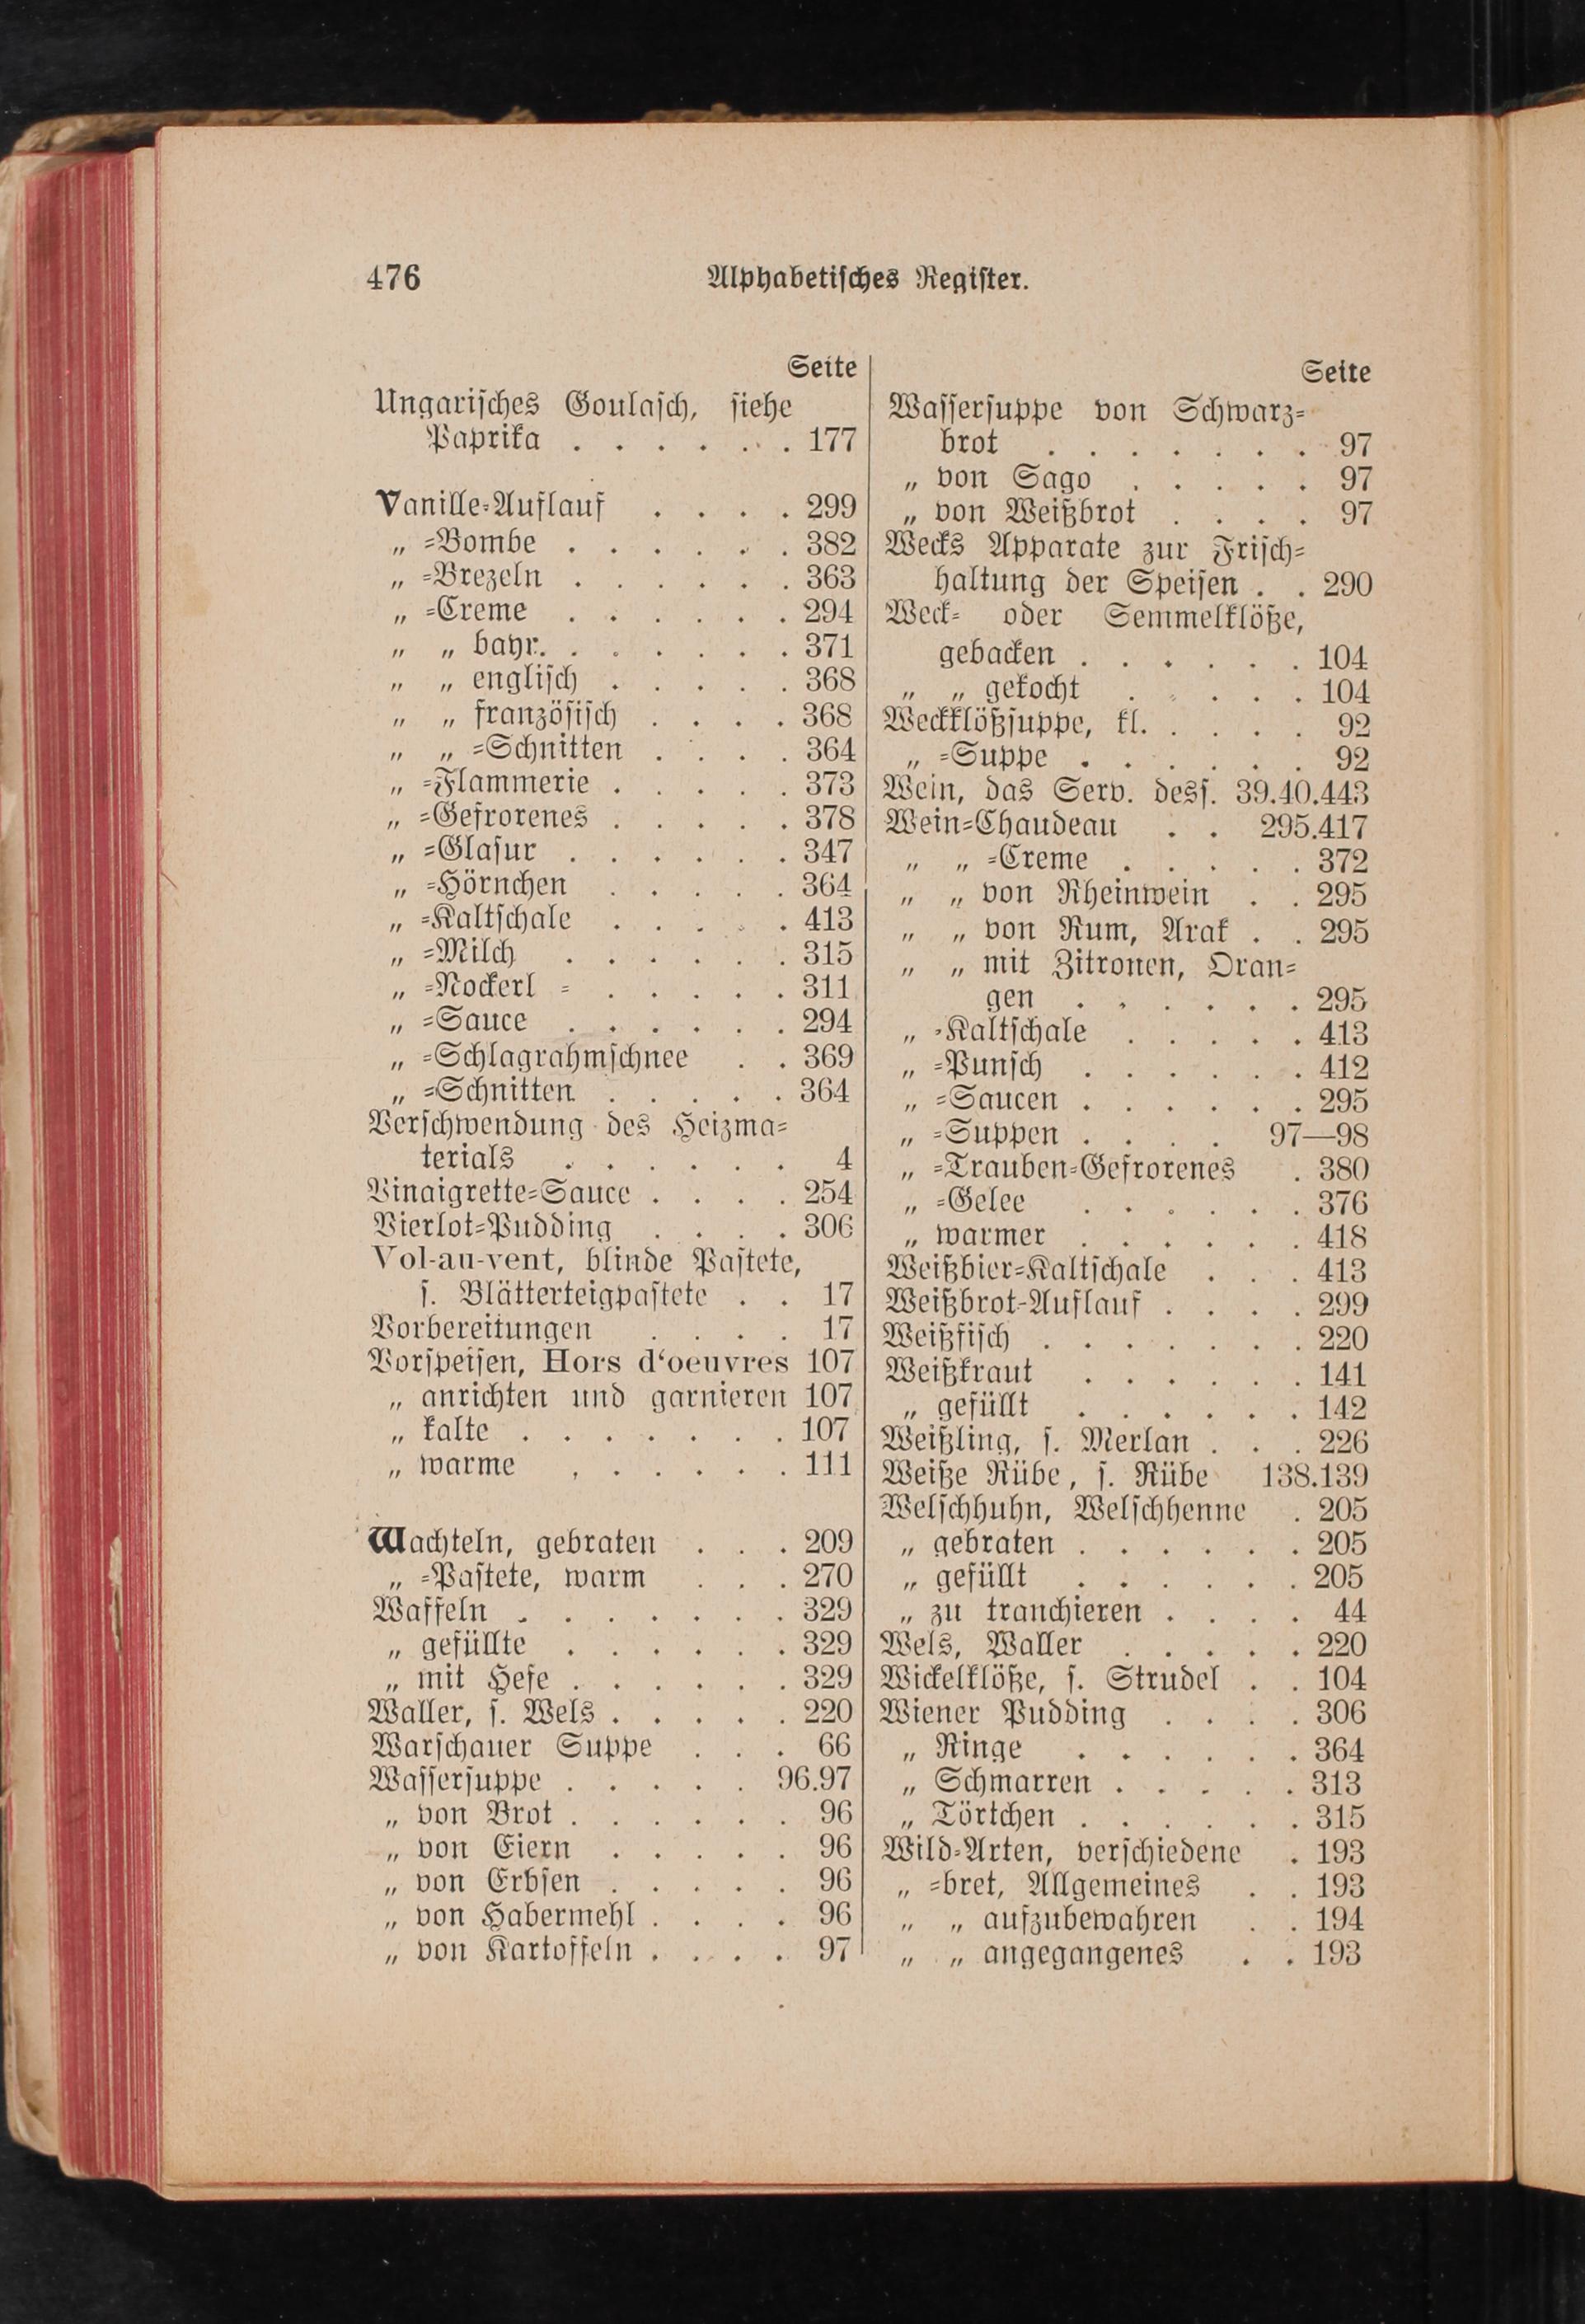 476
Alphabetisches Register.
Seite
Ungarisches Goulasch, siehe
Paprika . . . . . . . 177
Vanille-Auflauf . . . . 299
„ -Bombe . . . . . . 382
„ -Brezeln . . . . . . 363
„ -Creme . . . . . . 294
„ „ bayr. . . . . . . . 371
„ „ englisch . . . . . 368
„ „ französisch . . . . 368
„ „ -Schnitten . . . . 364
„ -Flammerie . . . . . 373
„ -Gefrorenes . . . . . 378
„ -Glasur . . . . . . 347
„ -Hörnchen . . . . . 364
„ -Kaltschale . . . . . 413
„ -Milch . . . . . . 315
„ -Nockerl - . . . . . 311
„ -Sauce . . . . . . 294
„ -Schlagrahmschnee . . 369
„ -Schnitten . . . . . 364
Verschwendung des Heizma-
terials . . . . . . 4
Vinaigrette-Sauce . . . . 254
Vierlot-Pudding . . . . 306
Vol-au-vent, blinde Pastete,
s. Blätterteigpastete . . 17
Vorbereitungen . . . . 17
Vorspeisen, Hors d'oeuvres 107
„ anrichten und garnieren 107
„ kalte . . . . . . . 107
„ warme . . . . . . 111
Wachteln, gebraten . . . 209
„ -Pastete, warm . . . 270
Waffeln . . . . . . . 329
„ gefüllte . . . . . . 329
„ mit Hefe . . . . . . 329
Waller, s. Wels . . . . . 220
Warschauer Suppe . . . 66
Wassersuppe . . . . . 96.97
„ von Brot . . . . . . 96
„ von Eiern . . . . . 96
„ von Erbsen . . . . . 96
„ von Habermehl . . . . 96
„ von Kartoffeln . . . . 97
Seite
Wassersuppe von Schwarz-
brot . . . . . . . 97
„ von Sago . . . . . 97
„ von Weißbrot . . . . 97
Wecks Apparate zur Frisch-
haltung der Speisen . . 290
Weck- oder Semmelklöße,
gebacken . . . . . . 104
„ „ gekocht . . . . . 104
Weckklößsuppe, kl. . . . . 92
„ -Suppe . . . . . . 92
Wein, das Serv. dess. 39.40.443
Wein-Chaudeau . . 295.417
„ „ -Creme . . . . . 372
„ „ von Rheinwein . . 295
„ „ von Rum, Arak . . 295
„ „ mit Zitronen, Oran-
gen . . . . . . 295
„ -Kaltschale . . . . . 413
„ -Punsch . . . . . . 412
„ -Saucen . . . . . . 295
„ -Suppen . . . . 97—98
„ -Trauben-Gefrorenes . 380
„ -Gelee . . . . . . 376
„ warmer . . . . . . 418
Weißbier-Kaltschale . . . 413
Weißbrot-Auflauf . . . . 299
Weißfisch . . . . . . . 220
Weißkraut . . . . . . 141
„ gefüllt . . . . . . 142
Weißling, s. Merlan . . . 226
Weiße Rübe, s. Rübe 138.139
Welschhuhn, Welschhenne . 205
„ gebraten . . . . . . 205
„ gefüllt . . . . . . 205
„ zu tranchieren . . . . 44
Wels, Waller . . . . . 220
Wickelklöße, s. Strudel . . 104
Wiener Pudding . . . . 306
„ Ringe . . . . . . 364
„ Schmarren . . . . . 313
„ Törtchen . . . . . . 315
Wild-Arten, verschiedene . 193
„ -bret, Allgemeines . . 193
„ „ aufzubewahren . . 194
„ „ angegangenes . . 193